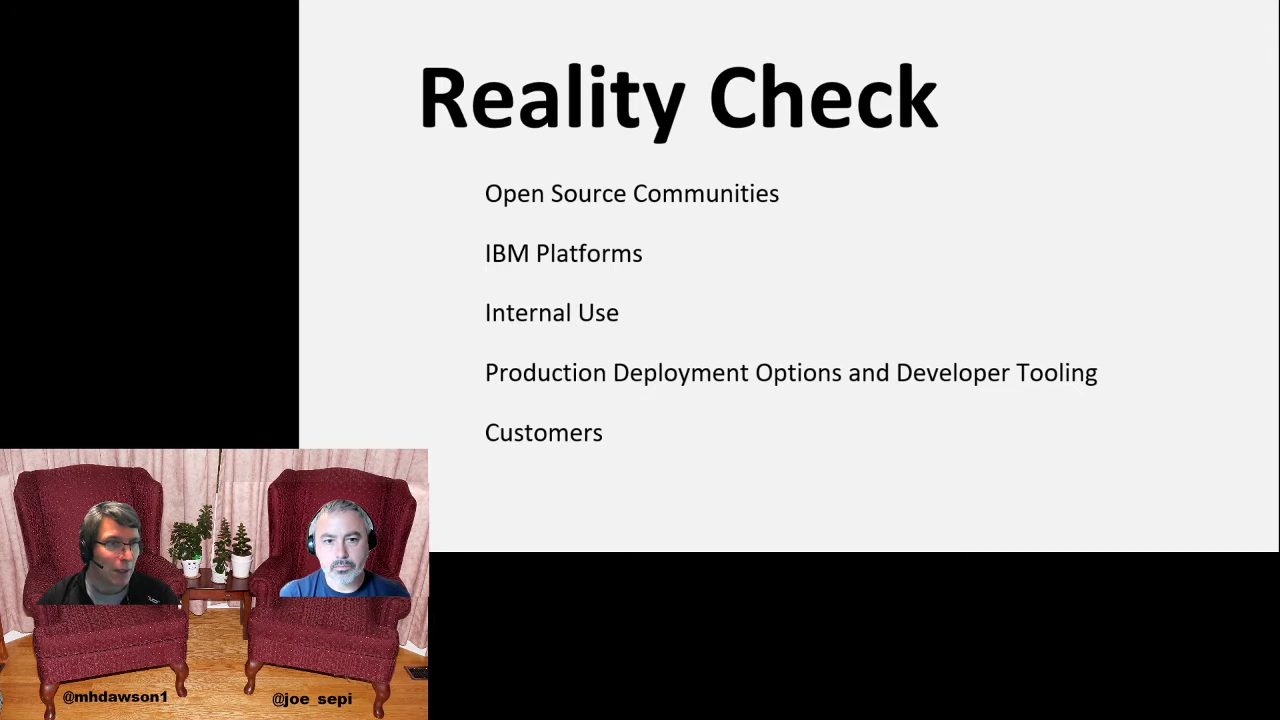 Reality Check
Open Source Communities
IBM Platforms
Internal Use
Production Deployment Options and Developer Tooling
Customers
@mhdawson1
@joe_sepi